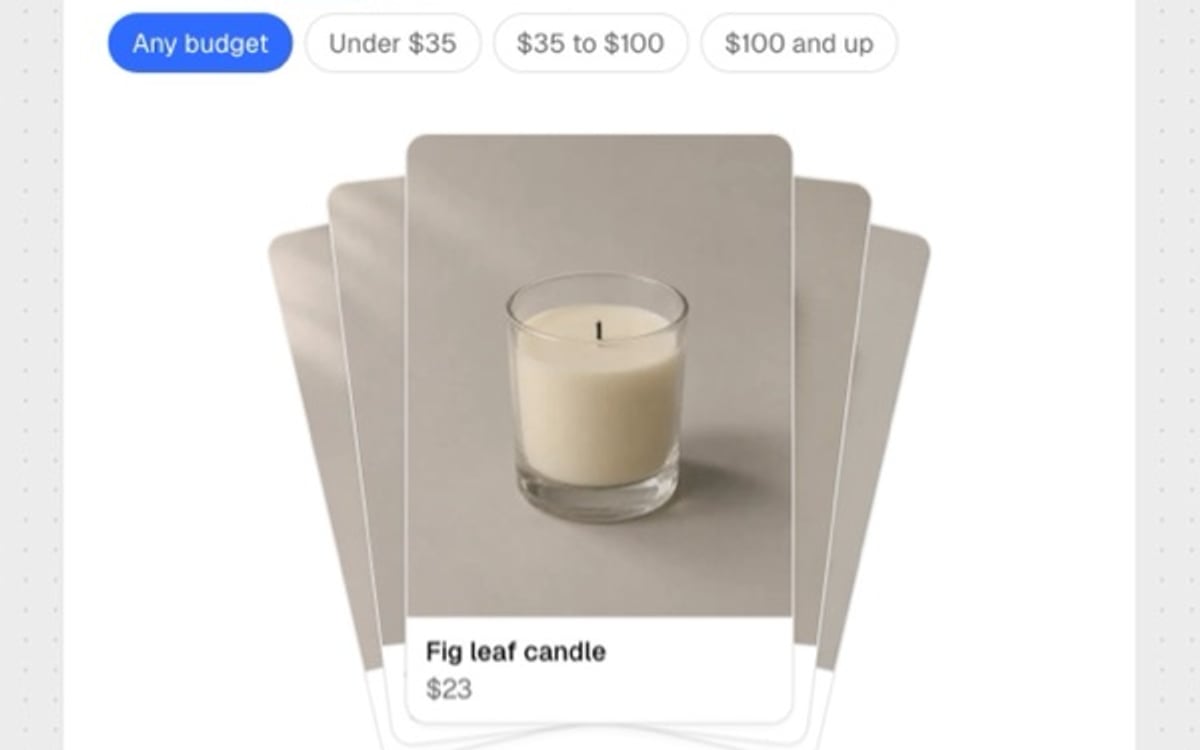 Any budget
Under $35
$35 to $100
$100 and up
Fig leaf candle
$23